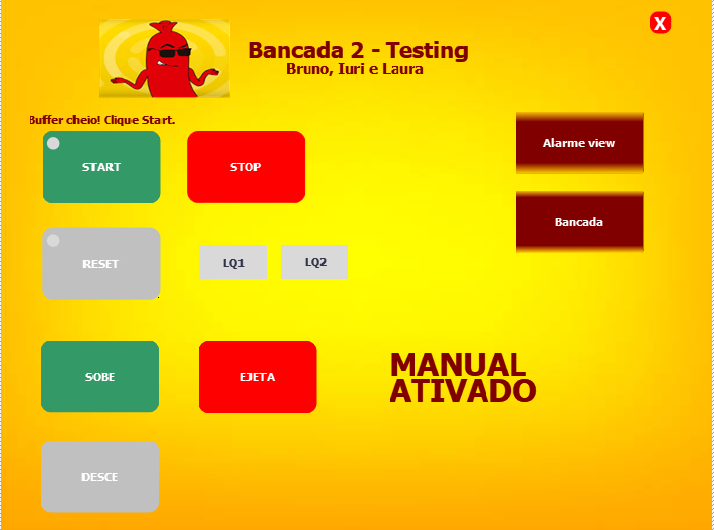 X
Bancada 2 - Testing
Bruno, Iuri e Laura
Buffer cheio! Clique Start.
START
STOP
Alarme view
Bancada
RESET
LQ1
LQ2
SOBE
EJETA
MANUAL
ATIVADO
DESCE